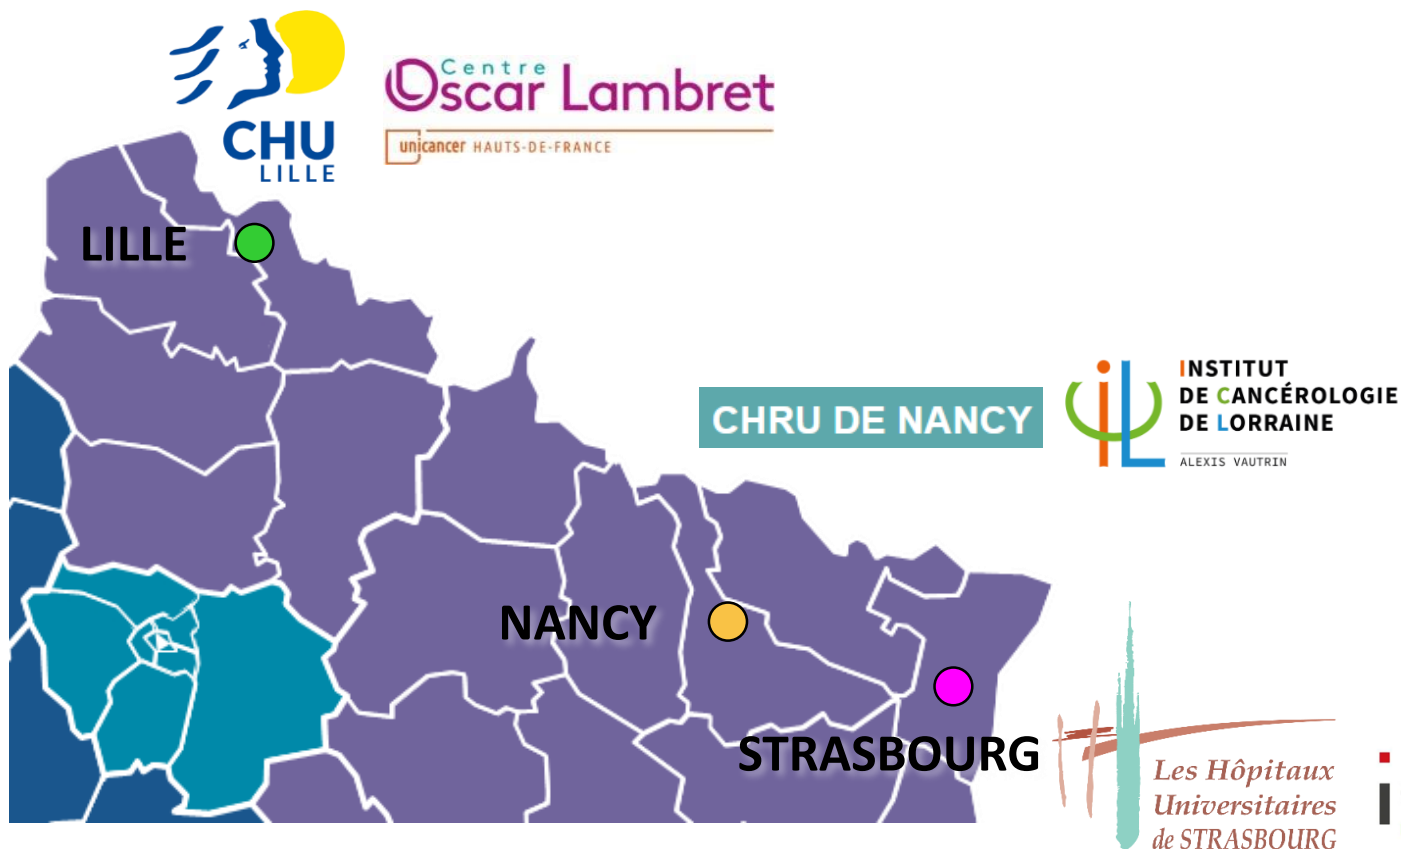 CHU
LILLE
Centre
Oscar Lambret
unicancer HAUTS-DE-FRANCE
LILLE
CHRU DE NANCY
INSTITUT
DE CANCÉROLOGIE
DE LORRAINE
ALEXIS VAUTRIN
NANCY
STRASBOURG
Les Hôpitaux
Universitaires
de STRASBOURG